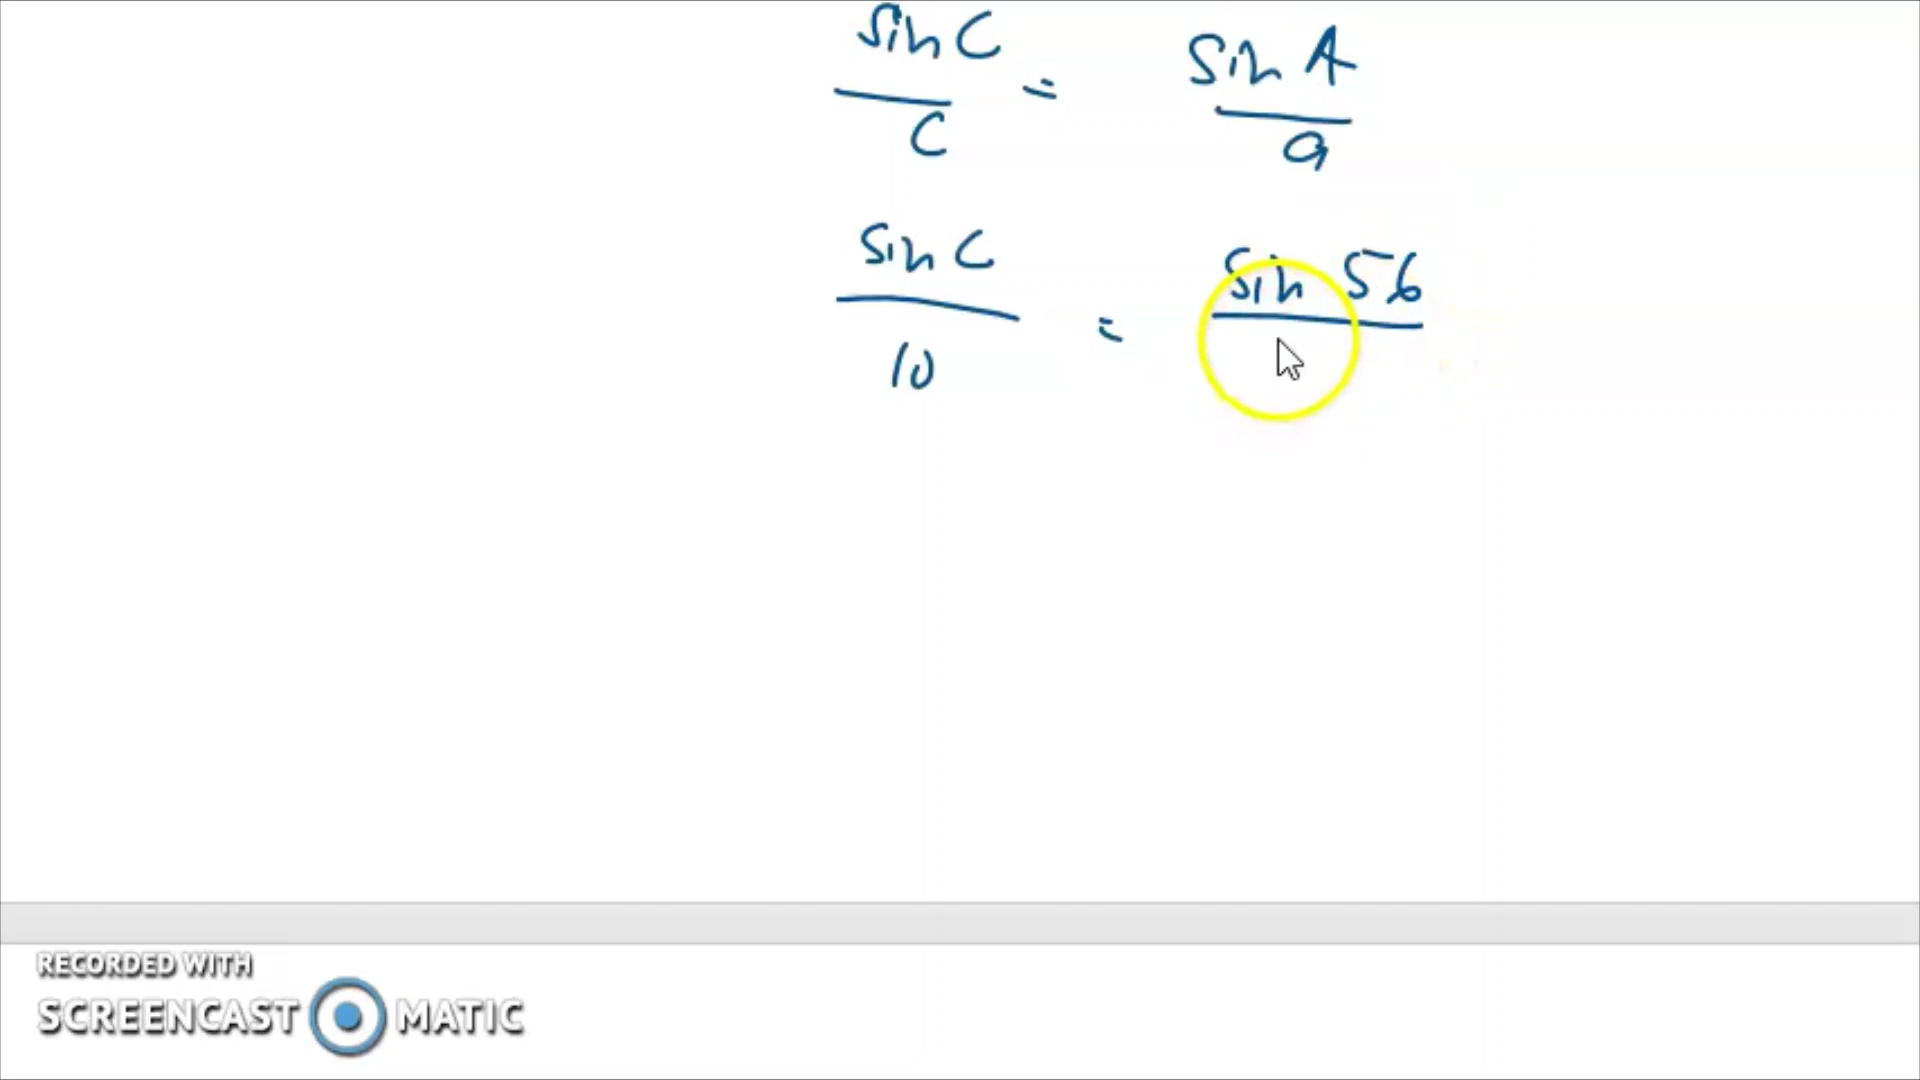 sin C / C = sin A / a
sin C / 10 = sin 56
RECORDED WITH
SCREENCAST MATIC